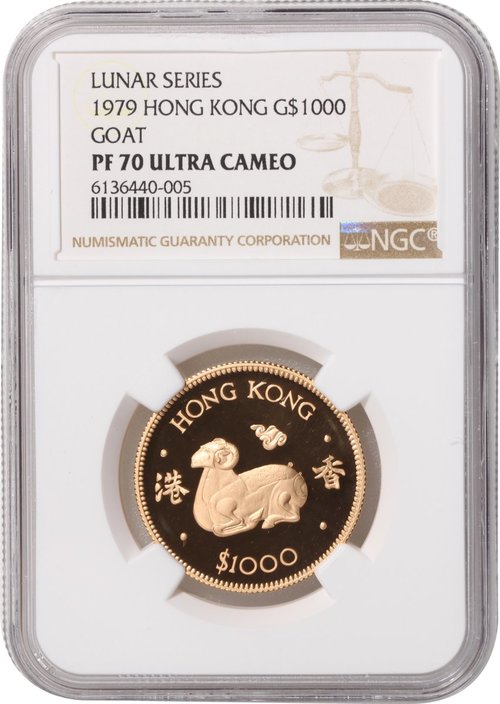 LUNAR SERIES
1979 HONG KONG G$1000
GOAT
PF 70 ULTRA CAMEO
6136440-005
NUMISMATIC GUARANTY CORPORATION
NGC®
HONG KONG
港 香
$1000